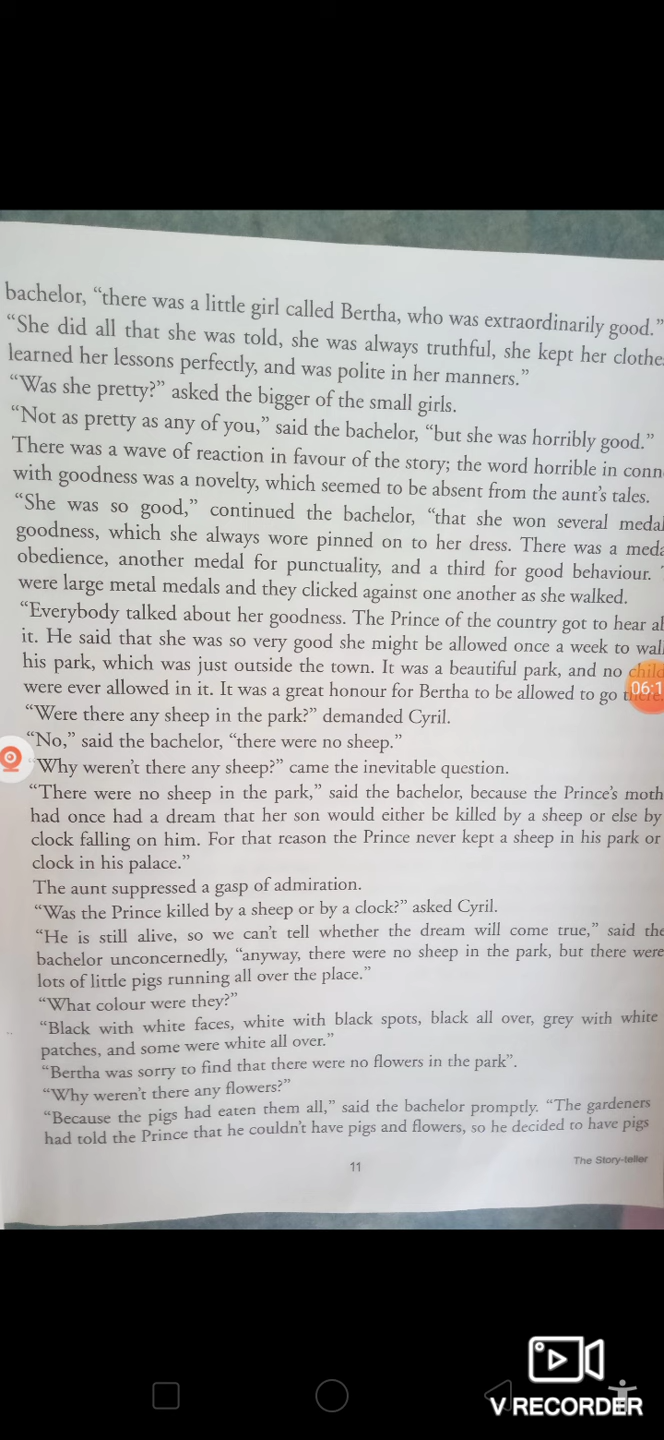 bachelor, “there was a little girl called Bertha, who was extraordinarily good.”
“She did all that she was told, she was always truthful, she kept her clothe
learned her lessons perfectly, and was polite in her manners.”
“Was she pretty?” asked the bigger of the small girls.
“Not as pretty as any of you,” said the bachelor, “but she was horribly good.”
There was a wave of reaction in favour of the story; the word horrible in conn
with goodness was a novelty, which seemed to be absent from the aunt’s tales.
“She was so good,” continued the bachelor, “that she won several medal
goodness, which she always wore pinned on to her dress. There was a meda
obedience, another medal for punctuality, and a third for good behaviour.
were large metal medals and they clicked against one another as she walked.
“Everybody talked about her goodness. The Prince of the country got to hear al
it. He said that she was so very good she might be allowed once a week to wal
his park, which was just outside the town. It was a beautiful park, and no child
were ever allowed in it. It was a great honour for Bertha to be allowed to go there.
06:1
“Were there any sheep in the park?” demanded Cyril.
“No,” said the bachelor, “there were no sheep.”
“Why weren’t there any sheep?” came the inevitable question.
“There were no sheep in the park,” said the bachelor, because the Prince’s moth
had once had a dream that her son would either be killed by a sheep or else by
clock falling on him. For that reason the Prince never kept a sheep in his park or
clock in his palace.”
The aunt suppressed a gasp of admiration.
“Was the Prince killed by a sheep or by a clock?” asked Cyril.
“He is still alive, so we can’t tell whether the dream will come true,” said the
bachelor unconcernedly, “anyway, there were no sheep in the park, but there were
lots of little pigs running all over the place.”
“What colour were they?”
“Black with white faces, white with black spots, black all over, grey with white
patches, and some were white all over.”
“Bertha was sorry to find that there were no flowers in the park”.
“Why weren’t there any flowers?”
“Because the pigs had eaten them all,” said the bachelor promptly. “The gardeners
had told the Prince that he couldn’t have pigs and flowers, so he decided to have pigs
11
The Story-teller
V RECORDER